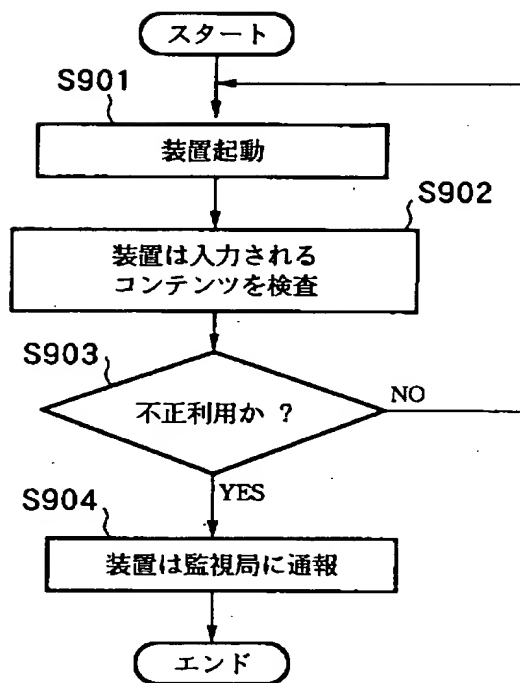 スタート
S901
装置起動
S902
装置は入力される
コンテンツを検査
S903
不正利用か ?
NO
YES
S904
装置は監視局に通報
エンド